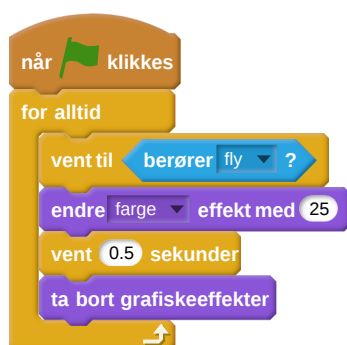 når klikkes
for alltid
vent til berører fly ?
endre farge effekt med 25
vent 0.5 sekunder
ta bort grafiskeeffekter